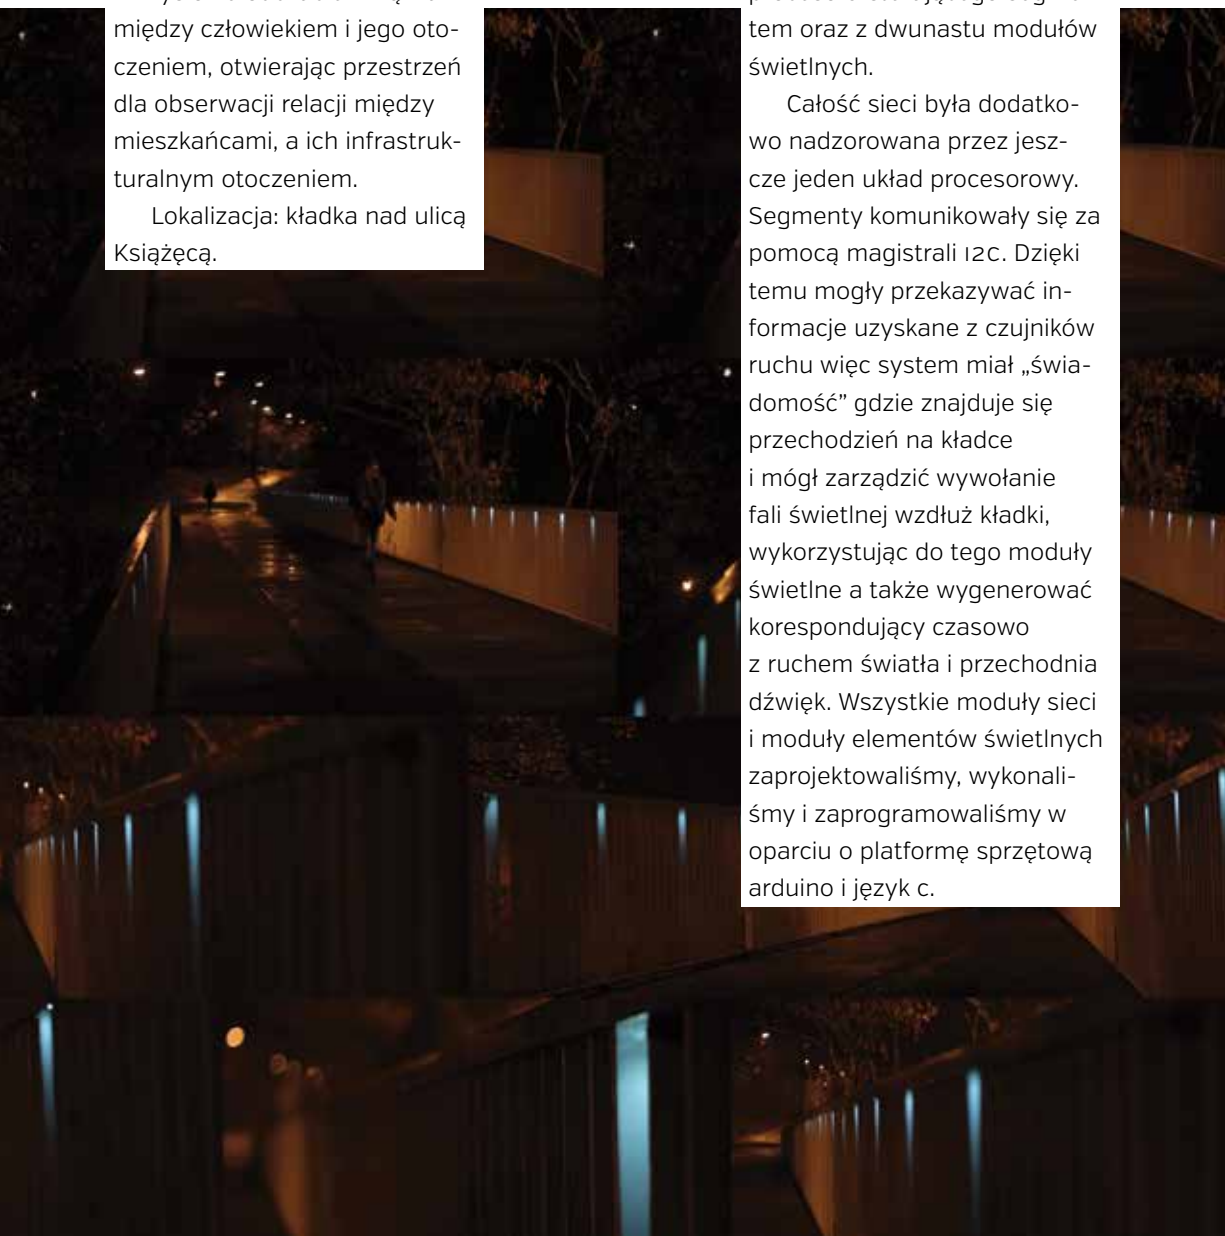 między człowiekiem i jego oto-
czeniem, otwierając przestrzeń
dla obserwacji relacji między
mieszkańcami, a ich infrastruk-
turalnym otoczeniem.
Lokalizacja: kładka nad ulicą
Książęcą.
tem oraz z dwunastu modułów
świetlnych.
Całość sieci była dodatko-
wo nadzorowana przez jesz-
cze jeden układ procesorowy.
Segmenty komunikowały się za
pomocą magistrali I2C. Dzięki
temu mogły przekazywać in-
formacje uzyskane z czujników
ruchu więc system miał „świa-
domość” gdzie znajduje się
przechodzień na kładce
i mógł zarządzić wywołanie
fali świetlnej wzdłuż kładki,
wykorzystując do tego moduły
świetlne a także wygenerować
korespondujący czasowo
z ruchem światła i przechodnia
dźwięk. Wszystkie moduły sieci
i moduły elementów świetlnych
zaprojektowaliśmy, wykonali-
śmy i zaprogramowaliśmy w
oparciu o platformę sprzętową
arduino i język c.